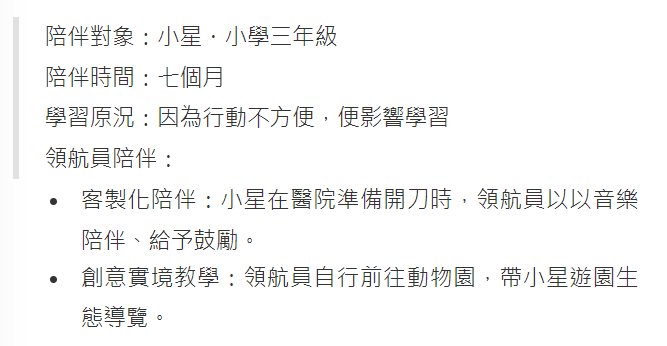 陪伴對象：小星．小學三年級
陪伴時間：七個月
學習原況：因為行動不方便，便影響學習
領航員陪伴：
• 客製化陪伴：小星在醫院準備開刀時，領航員以以音樂
陪伴、給予鼓勵。
• 創意實境教學：領航員自行前往動物園，帶小星遊園生
態導覽。